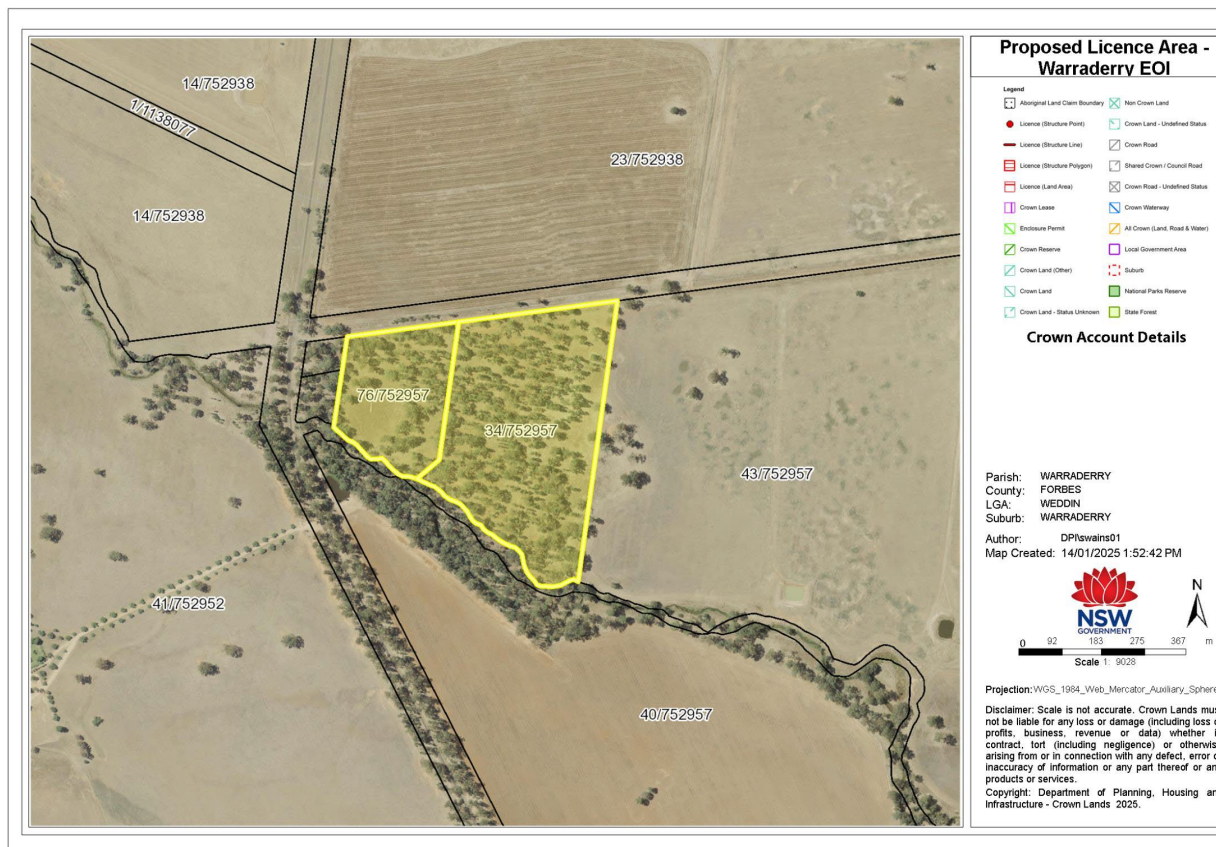 14/752938
1/1138077
23/752938
14/752938
76/752957
34/752957
43/752957
41/752952
40/752957
Proposed Licence Area -
Warraderry EOI
Legend
Aboriginal Land Claim Boundary
Non Crown Land
Licence (Structure Point)
Crown Land - Undefined Status
Licence (Structure Line)
Crown Road
Licence (Structure Polygon)
Shared Crown / Council Road
Licence (Land Area)
Crown Road - Undefined Status
Crown Lease
Crown Waterway
Enclosure Permit
All Crown (Land, Road & Water)
Crown Reserve
Local Government Area
Crown Land (Other)
Suburb
Crown Land
National Parks Reserve
Crown Land - Status Unknown
State Forest
Crown Account Details
Parish: WARRADERRY
County: FORBES
LGA: WEDDIN
Suburb: WARRADERRY
Author: DPI\swains01
Map Created: 14/01/2025 1:52:42 PM
NSW
GOVERNMENT
N
0 92 183 275 367 m
Scale 1: 9028
Projection: WGS_1984_Web_Mercator_Auxiliary_Sphere
Disclaimer: Scale is not accurate. Crown Lands mus
not be liable for any loss or damage (including loss o
profits, business, revenue or data) whether i
contract, tort (including negligence) or otherwis
arising from or in connection with any defect, error o
inaccuracy of information or any part thereof or an
products or services.
Copyright: Department of Planning, Housing an
Infrastructure - Crown Lands 2025.